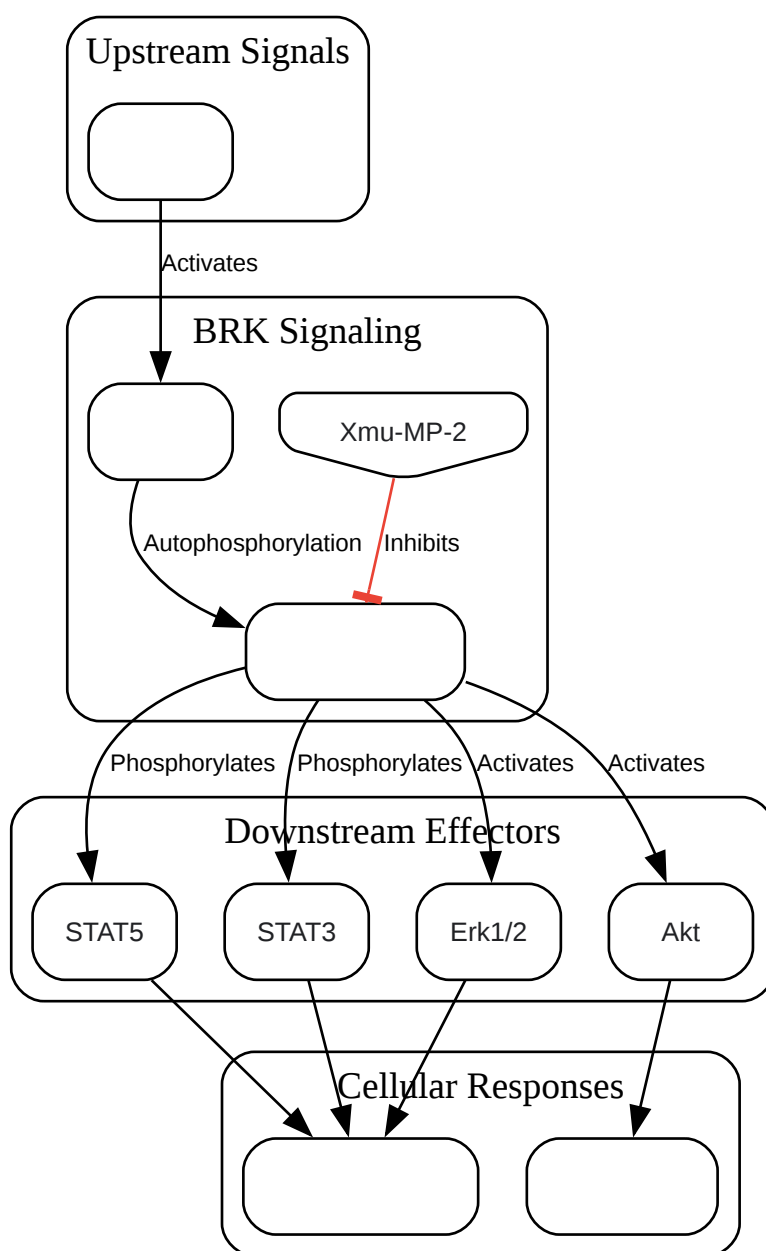 Upstream Signals
Activates
BRK Signaling
Xmu-MP-2
Autophosphorylation
Inhibits
Phosphorylates
Phosphorylates
Activates
Activates
Downstream Effectors
STAT5
STAT3
Erk1/2
Akt
Cellular Responses